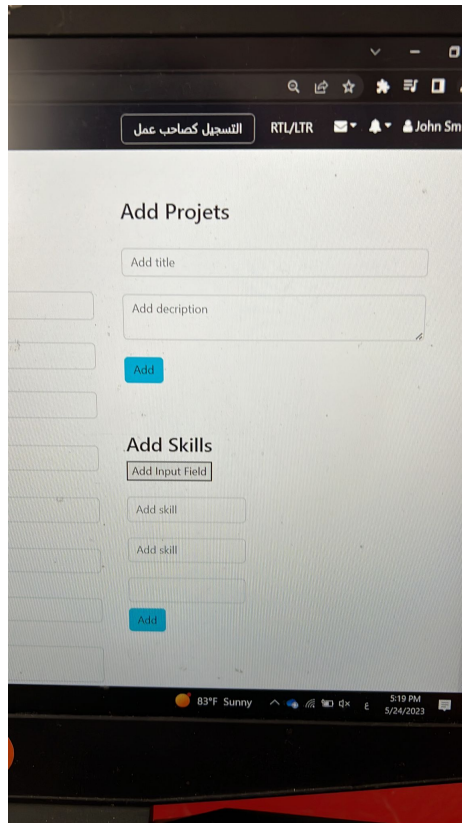 التسجيل كصاحب عمل
RTL/LTR
John Sm
Add Projets
Add title
Add decription
Add
Add Skills
Add Input Field
Add skill
Add skill
Add
83°F Sunny
ع
5:19 PM
5/24/2023